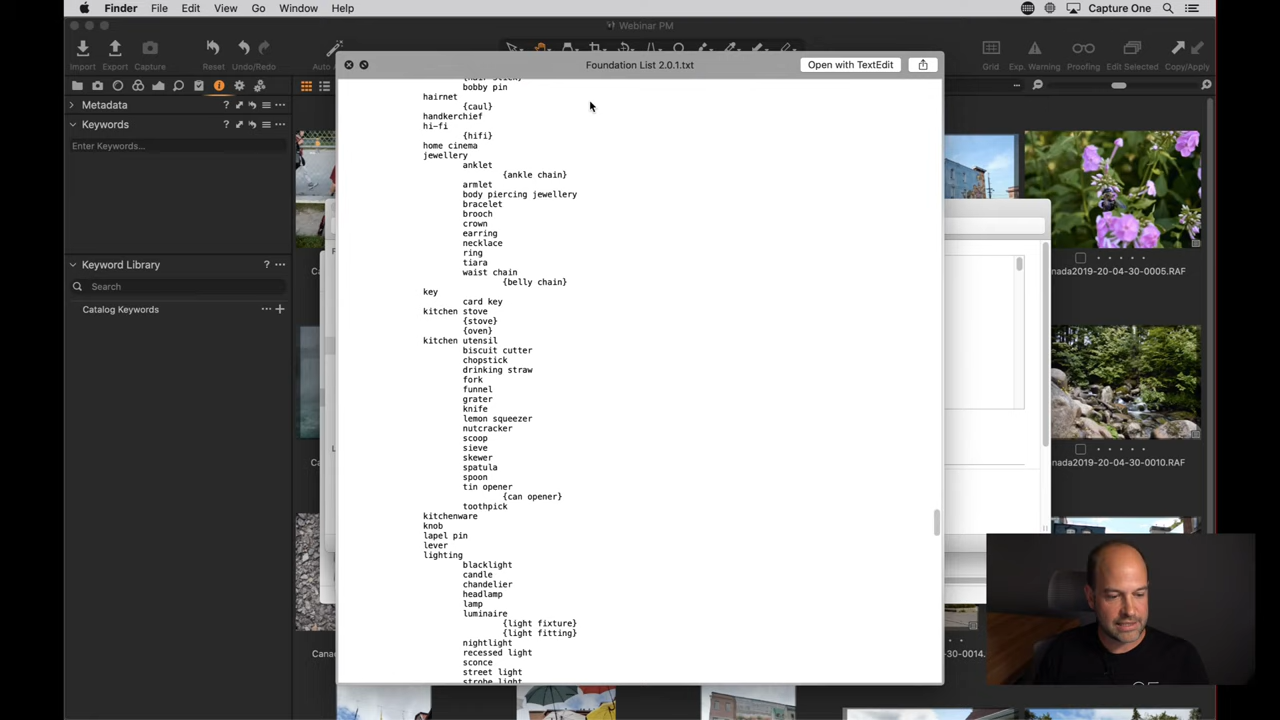 Finder File Edit View Go Window Help
Capture One
Webinar PM
Import Export Capture Reset Undo/Redo
Grid Exp. Warning Proofing Edit Selected Copy/Apply
Foundation List 2.0.1.txt
Open with TextEdit
Metadata
Keywords
Enter Keywords...
Keyword Library
Search
Catalog Keywords
bobby pin
hairnet
{caul}
handkerchief
hi-fi
{hifi}
home cinema
jewellery
anklet
{ankle chain}
armlet
body piercing jewellery
bracelet
brooch
crown
earring
necklace
ring
tiara
waist chain
{belly chain}
key
card key
kitchen stove
{stove}
{oven}
kitchen utensil
biscuit cutter
chopstick
drinking straw
fork
funnel
grater
knife
lemon squeezer
nutcracker
scoop
sieve
skewer
spatula
spoon
tin opener
{can opener}
toothpick
kitchenware
knob
lapel pin
lever
lighting
blacklight
candle
chandelier
headlamp
lamp
luminaire
{light fixture}
{light fitting}
nightlight
recessed light
sconce
street light
strobe light
nada2019-20-04-30-0005.RAF
nada2019-20-04-30-0010.RAF